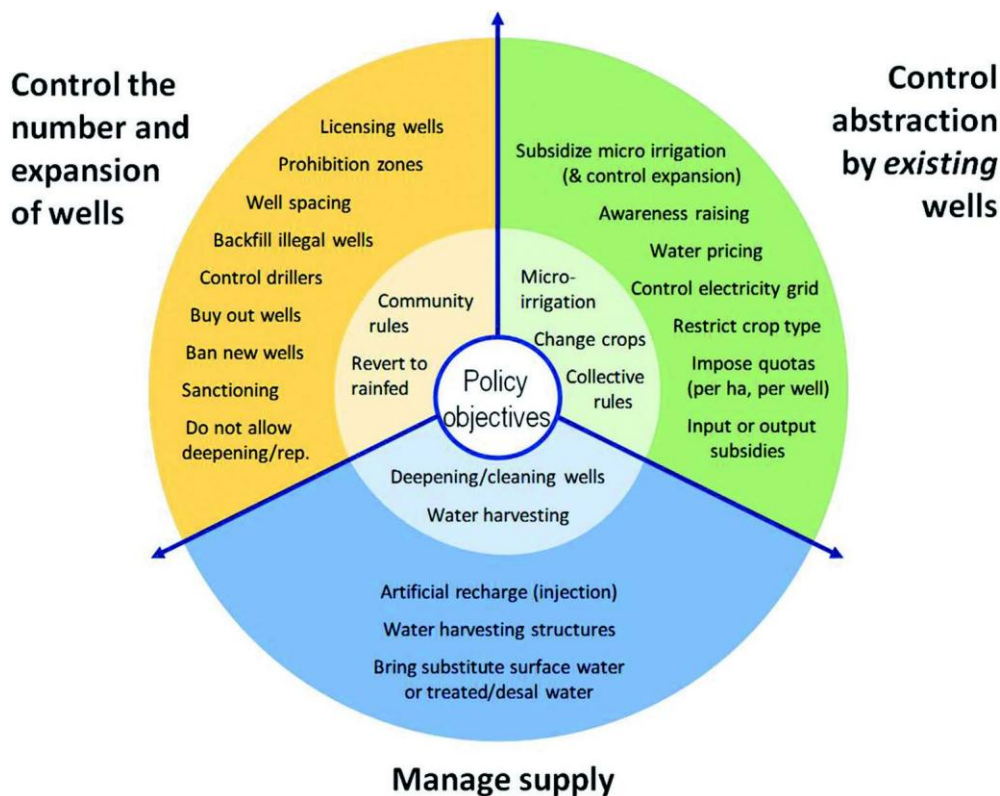 Control the
number and
expansion
of wells
Control
abstraction
by existing
wells
Licensing wells
Prohibition zones
Well spacing
Backfill illegal wells
Control drillers
Buy out wells
Ban new wells
Sanctioning
Do not allow
deepening/rep.
Community
rules
Revert to
rainfed
Subsidize micro irrigation
(& control expansion)
Awareness raising
Water pricing
Control electricity grid
Restrict crop type
Impose quotas
(per ha, per well)
Input or output
subsidies
Micro-
irrigation
Change crops
Collective
rules
Policy
objectives
Deepening/cleaning wells
Water harvesting
Artificial recharge (injection)
Water harvesting structures
Bring substitute surface water
or treated/desal water
Manage supply